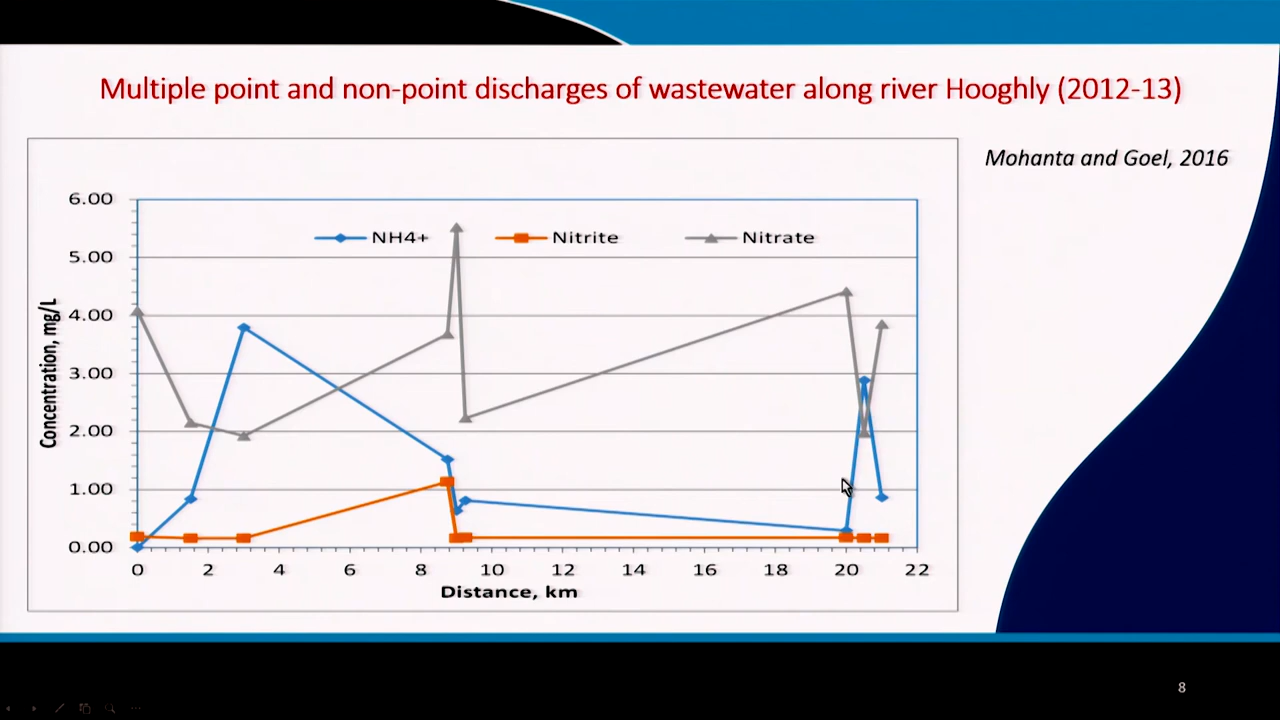 Multiple point and non-point discharges of wastewater along river Hooghly (2012-13)
Mohanta and Goel, 2016
6.00
5.00
4.00
3.00
2.00
1.00
0.00
Concentration, mg/L
NH4+ Nitrite Nitrate
0 2 4 6 8 10 12 14 16 18 20 22
Distance, km
8